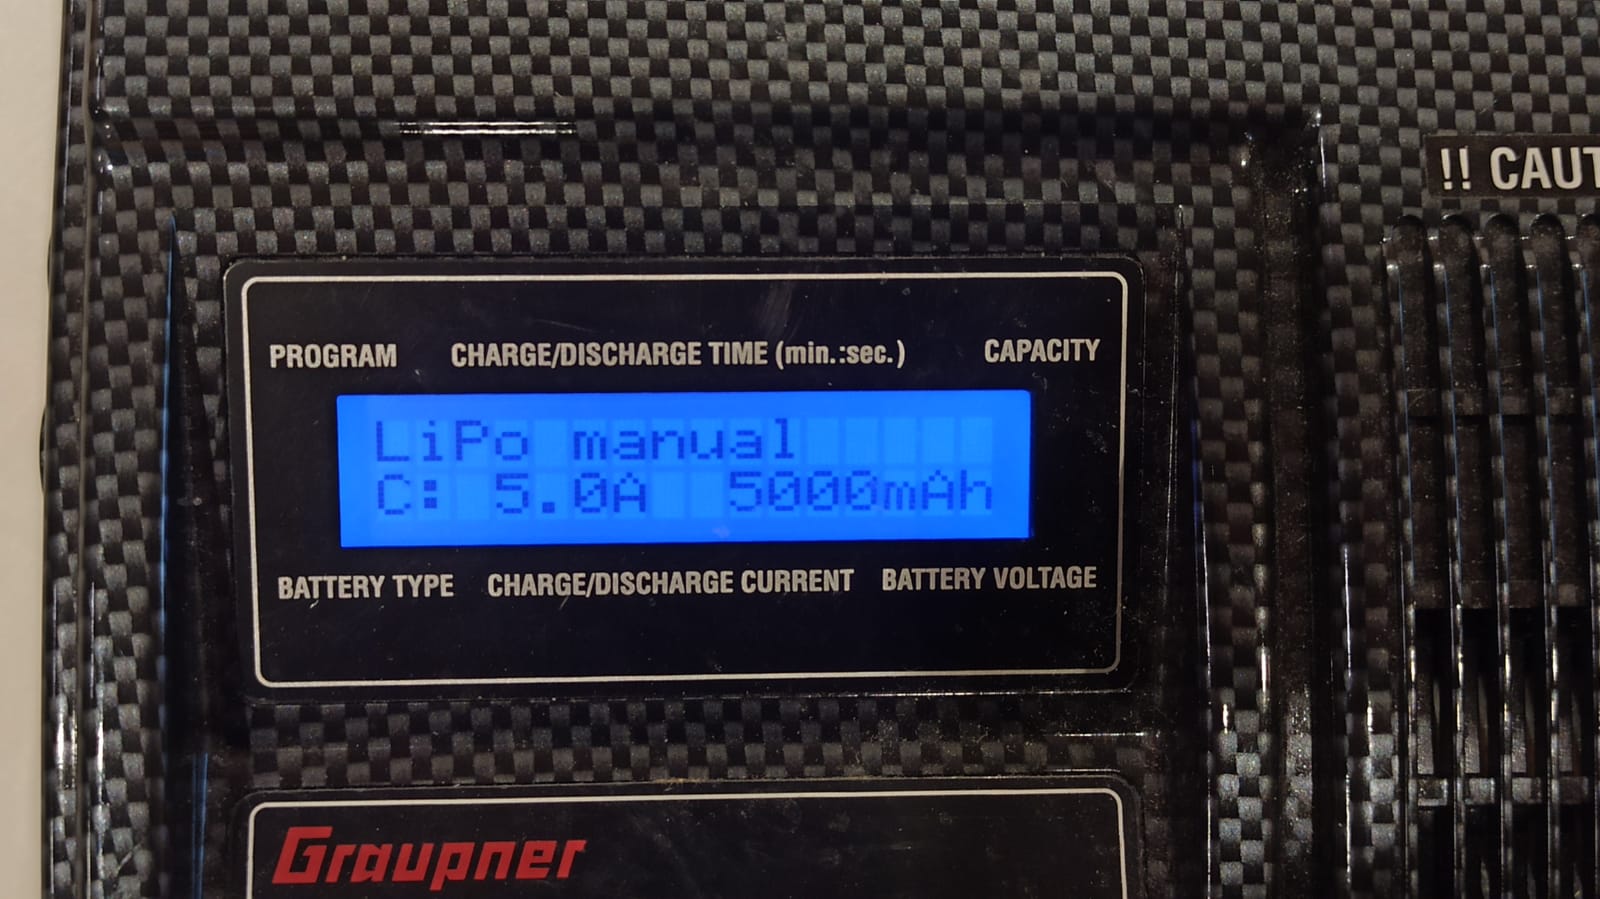 !! CAUT
PROGRAM CHARGE/DISCHARGE TIME (min.:sec.) CAPACITY
LiPo manual
C: 5.0A 5000mAh
BATTERY TYPE CHARGE/DISCHARGE CURRENT BATTERY VOLTAGE
Graupner